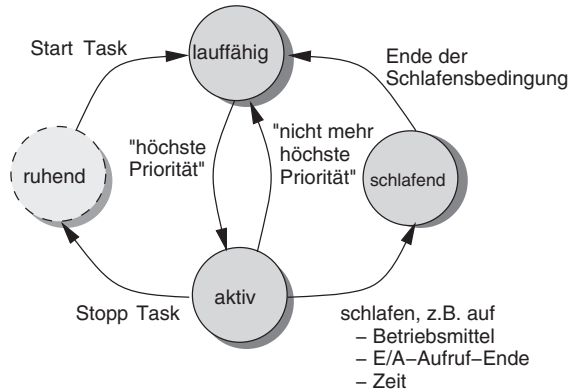 Start Task
lauffähig
Ende der
Schlafensbedingung
"höchste
Priorität"
"nicht mehr
höchste
Priorität"
ruhend
schlafend
aktiv
Stopp Task
schlafen, z.B. auf
– Betriebsmittel
– E/A–Aufruf–Ende
– Zeit